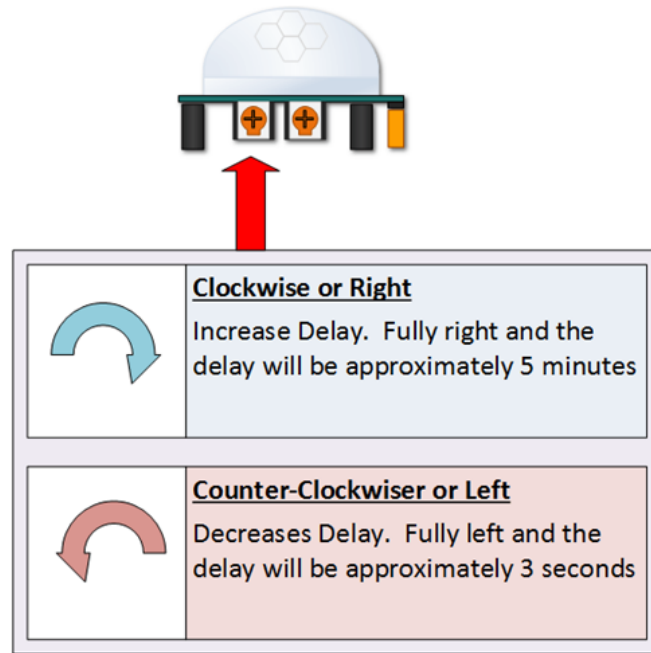 Clockwise or Right
Increase Delay.  Fully right and the
delay will be approximately 5 minutes
Counter-Clockwiser or Left
Decreases Delay.  Fully left and the
delay will be approximately 3 seconds